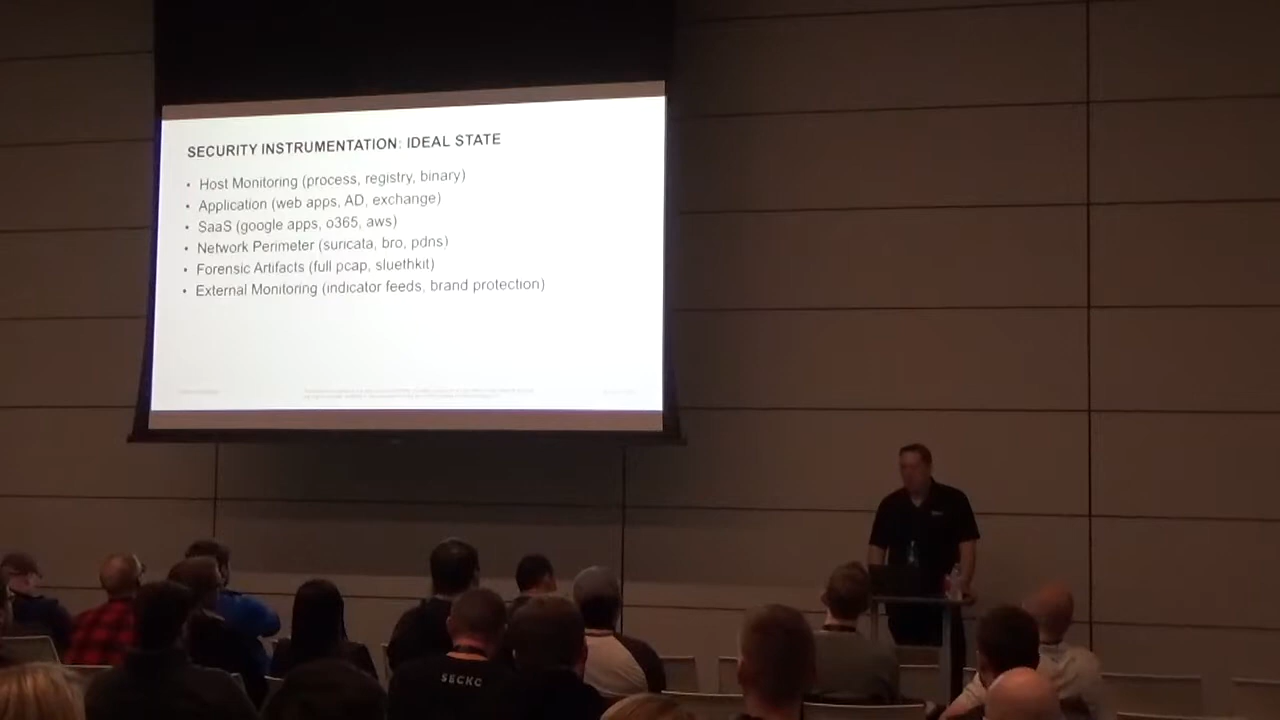 SECURITY INSTRUMENTATION: IDEAL STATE
• Host Monitoring (process, registry, binary)
• Application (web apps, AD, exchange)
• SaaS (google apps, o365, aws)
• Network Perimeter (suricata, bro, pdns)
• Forensic Artifacts (full pcap, sluethkit)
• External Monitoring (indicator feeds, brand protection)
SECKC